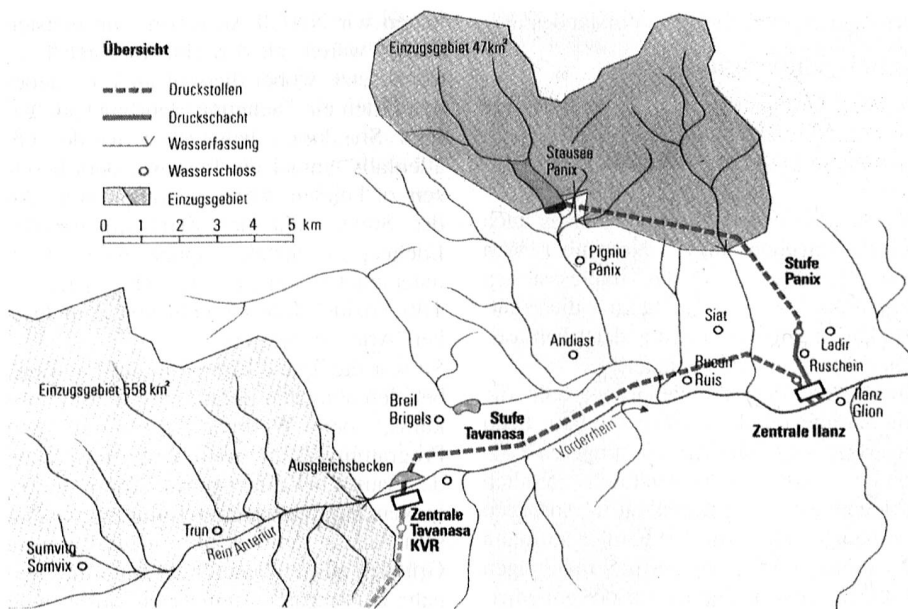 Übersicht
Druckstollen
Druckschacht
Wasserfassung
Wasserschloss
Einzugsgebiet
0 1 2 3 4 5 km
Einzugsgebiet 47km²
Stausee
Panix
Pigniu
Panix
Stufe
Panix
Siat
Ladir
Ruschein
Andiast
Rueun
Ruis
Ilanz
Glion
Zentrale Ilanz
Einzugsgebiet 558 km²
Breil
Brigels
Stufe
Tavanasa
Vorderrhein
Ausgleichsbecken
Zentrale
Tavanasa
KVR
Trun
Rein Anteriur
Sumvitg
Somvix